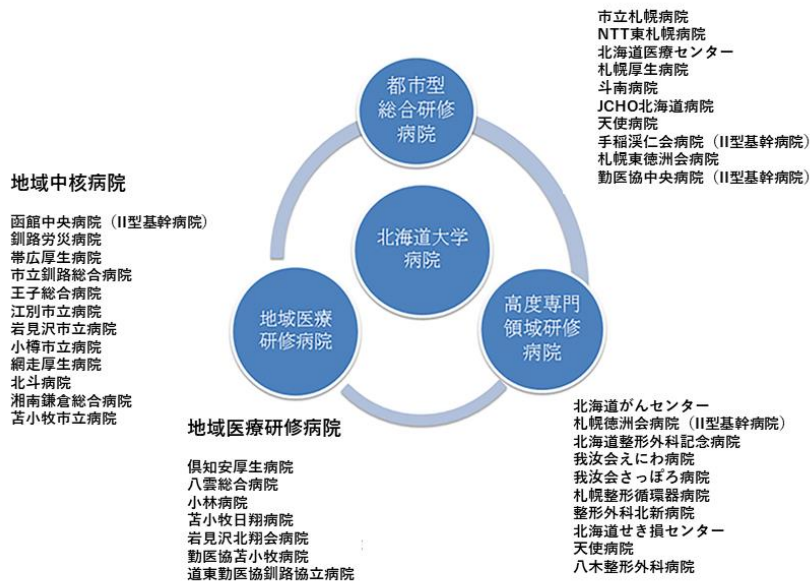 市立札幌病院
NTT東札幌病院
北海道医療センター
札幌厚生病院
斗南病院
JCHO北海道病院
天使病院
手稲渓仁会病院（II型基幹病院）
札幌東徳洲会病院
勤医協中央病院（II型基幹病院）
都市型
総合研修
病院
北海道大学
病院
地域医療
研修病院
高度専門
領域研修
病院
地域中核病院
函館中央病院（II型基幹病院）
釧路労災病院
帯広厚生病院
市立釧路総合病院
王子総合病院
江別市立病院
岩見沢市立病院
小樽市立病院
網走厚生病院
北斗病院
湘南鎌倉総合病院
苫小牧市立病院
地域医療研修病院
倶知安厚生病院
八雲総合病院
小林病院
苫小牧日翔病院
岩見沢北翔会病院
勤医協苫小牧病院
道東勤医協釧路協立病院
北海道がんセンター
札幌徳洲会病院（II型基幹病院）
北海道整形外科記念病院
我汝会えにわ病院
我汝会さっぽろ病院
札幌整形循環器病院
整形外科北新病院
北海道せき損センター
天使病院
八木整形外科病院